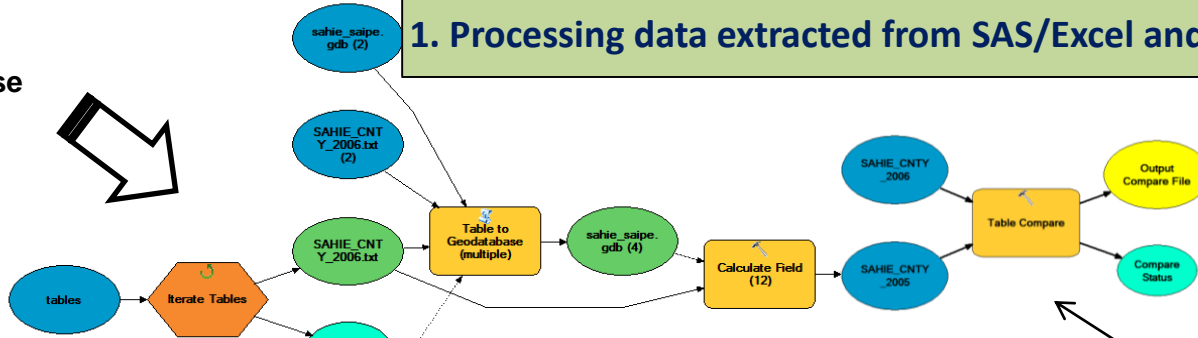 1. Processing data extracted from SAS/Excel and
se
sahie_saipe.
gdb (2)
SAHIE_CNT
Y_2006.txt
(2)
SAHIE_CNT
Y_2006.txt
tables
Iterate Tables
Table to
Geodatabase
(multiple)
sahie_saipe.
gdb (4)
Calculate Field
(12)
SAHIE_CNTY
_2006
SAHIE_CNTY
_2005
Table Compare
Output
Compare File
Compare
Status